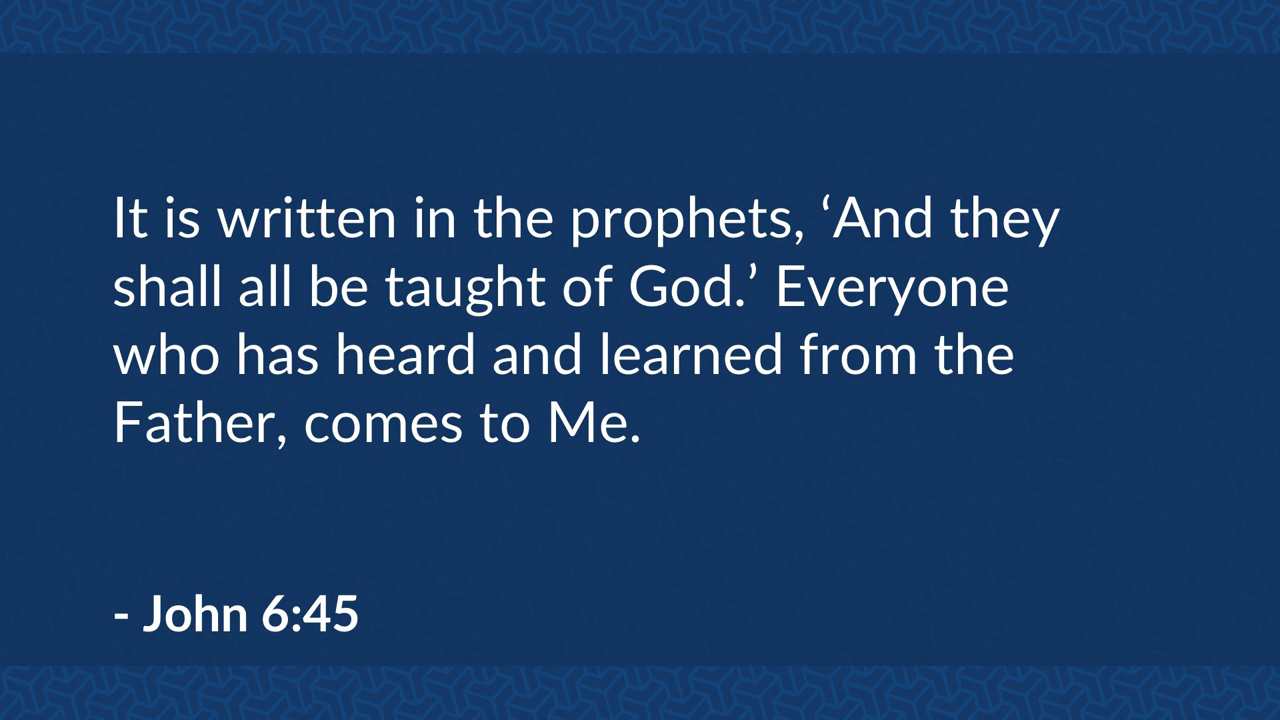 It is written in the prophets, ‘And they
shall all be taught of God.’ Everyone
who has heard and learned from the
Father, comes to Me.
- John 6:45